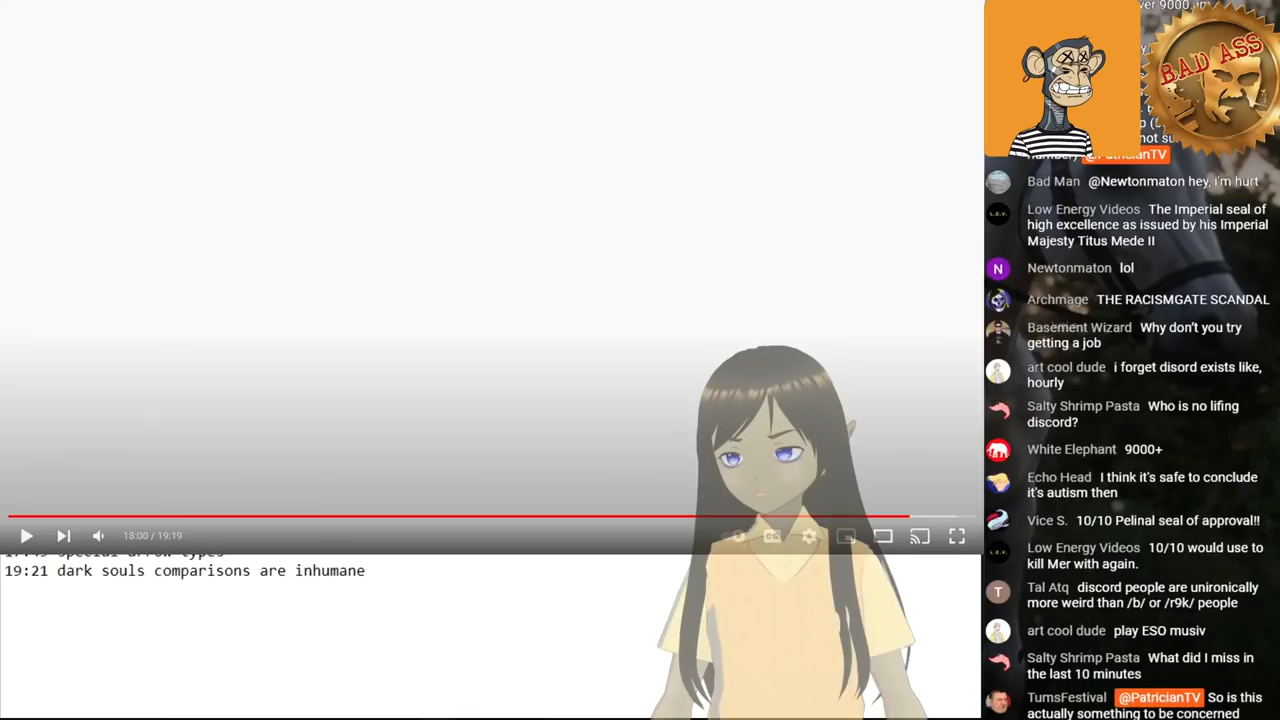 18:00 / 19:19
17:49 special arrow types
19:21 dark souls comparisons are inhumane
BAD ASS
@PatricianTV
Bad Man @Newtonmaton hey, i'm hurt
Low Energy Videos The Imperial seal of
high excellence as issued by his Imperial
Majesty Titus Mede II
N
Newtonmaton lol
Archmage THE RACISMGATE SCANDAL
Basement Wizard Why don't you try
getting a job
art cool dude i forget disord exists like,
hourly
Salty Shrimp Pasta Who is no lifing
discord?
White Elephant 9000+
Echo Head I think it's safe to conclude
it's autism then
Vice S. 10/10 Pelinal seal of approval!!
L.E.V.
Low Energy Videos 10/10 would use to
kill Mer with again.
T
Tal Atq discord people are unironically
more weird than /b/ or /r9k/ people
art cool dude play ESO musiv
Salty Shrimp Pasta What did I miss in
the last 10 minutes
TumsFestival @PatricianTV So is this
actually something to be concerned